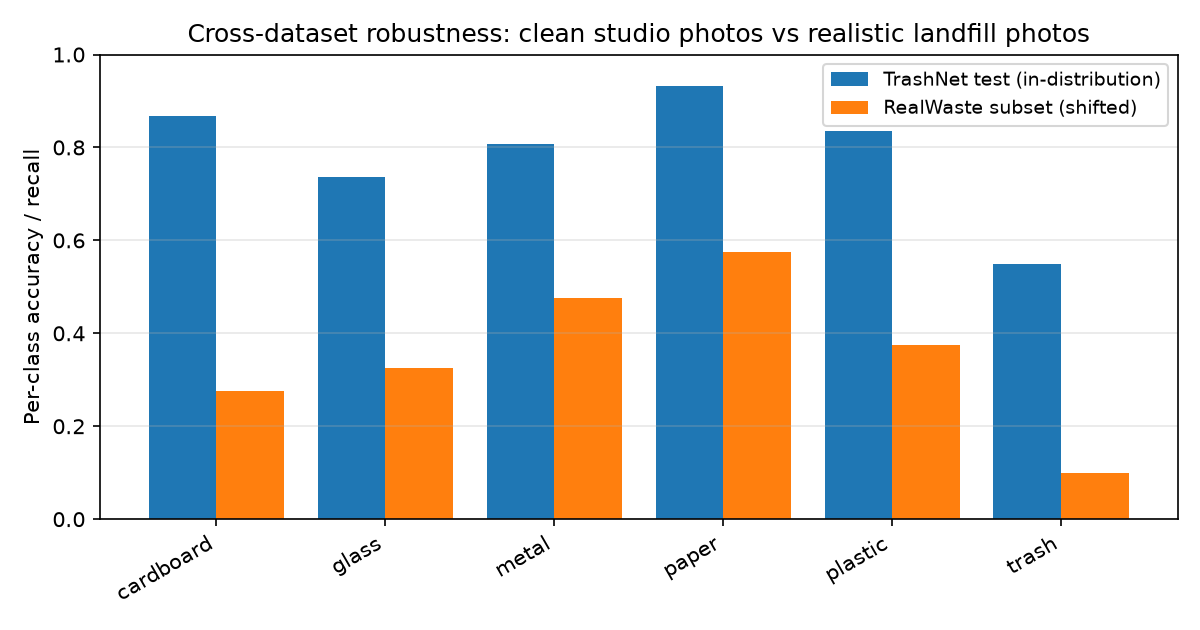 Cross-dataset robustness: clean studio photos vs realistic landfill photos
TrashNet test (in-distribution)
RealWaste subset (shifted)
Per-class accuracy / recall
1.0
0.8
0.6
0.4
0.2
0.0
cardboard
glass
metal
paper
plastic
trash